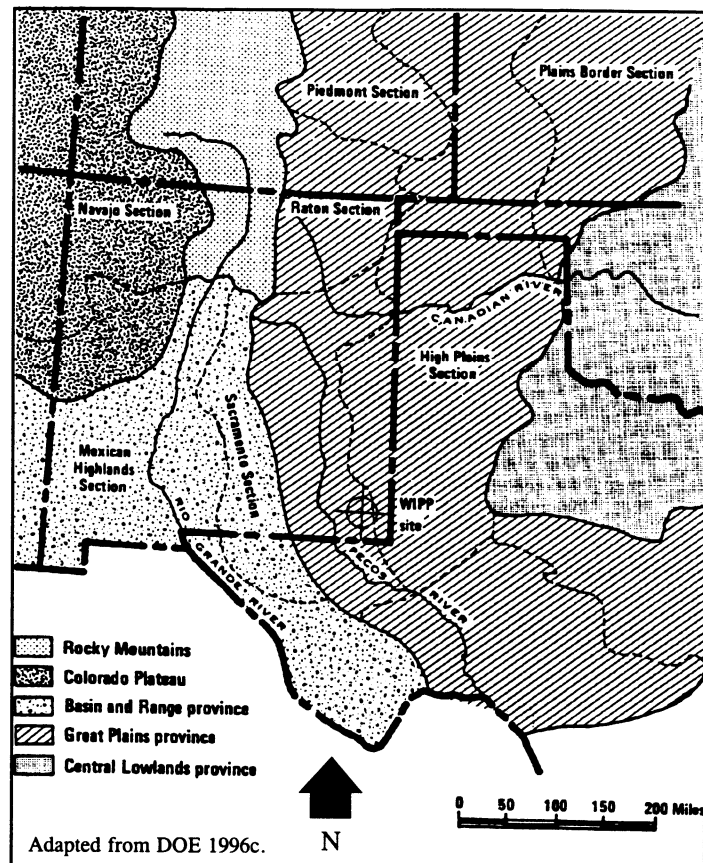 Piedmont Section
Plains Border Section
Navajo Section
Raton Section
CANADIAN RIVER
High Plains
Section
Sacramento Section
Mexican
Highlands
Section
WIPP
site
RIO
GRANDE RIVER
PECOS
RIVER
Rocky Mountains
Colorado Plateau
Basin and Range province
Great Plains province
Central Lowlands province
0 50 100 150 200 Miles
Adapted from DOE 1996c.
N